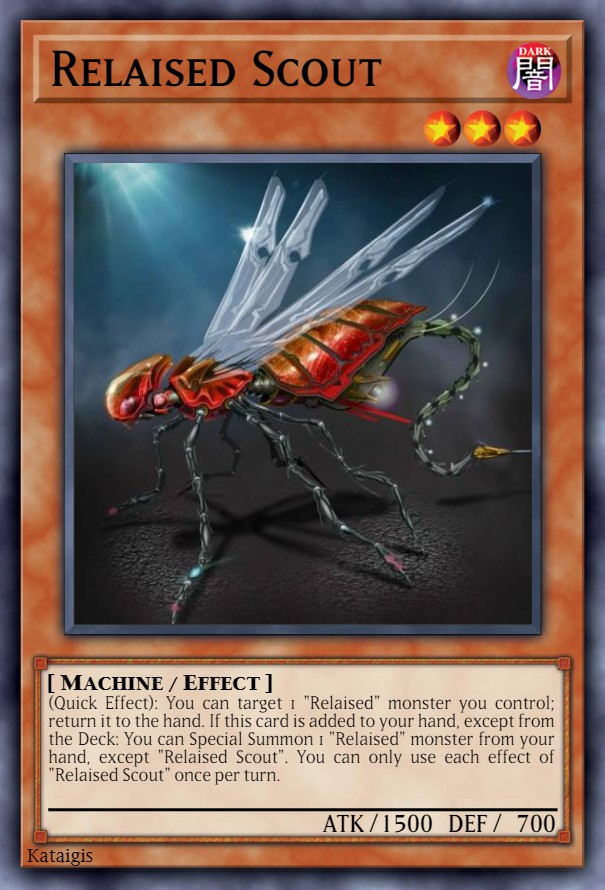 Relaised Scout
DARK
闇
[ Machine / Effect ]
(Quick Effect): You can target 1 "Relaised" monster you control;
return it to the hand. If this card is added to your hand, except from
the Deck: You can Special Summon 1 "Relaised" monster from your
hand, except "Relaised Scout". You can only use each effect of
"Relaised Scout" once per turn.
ATK / 1500 DEF / 700
Kataigis